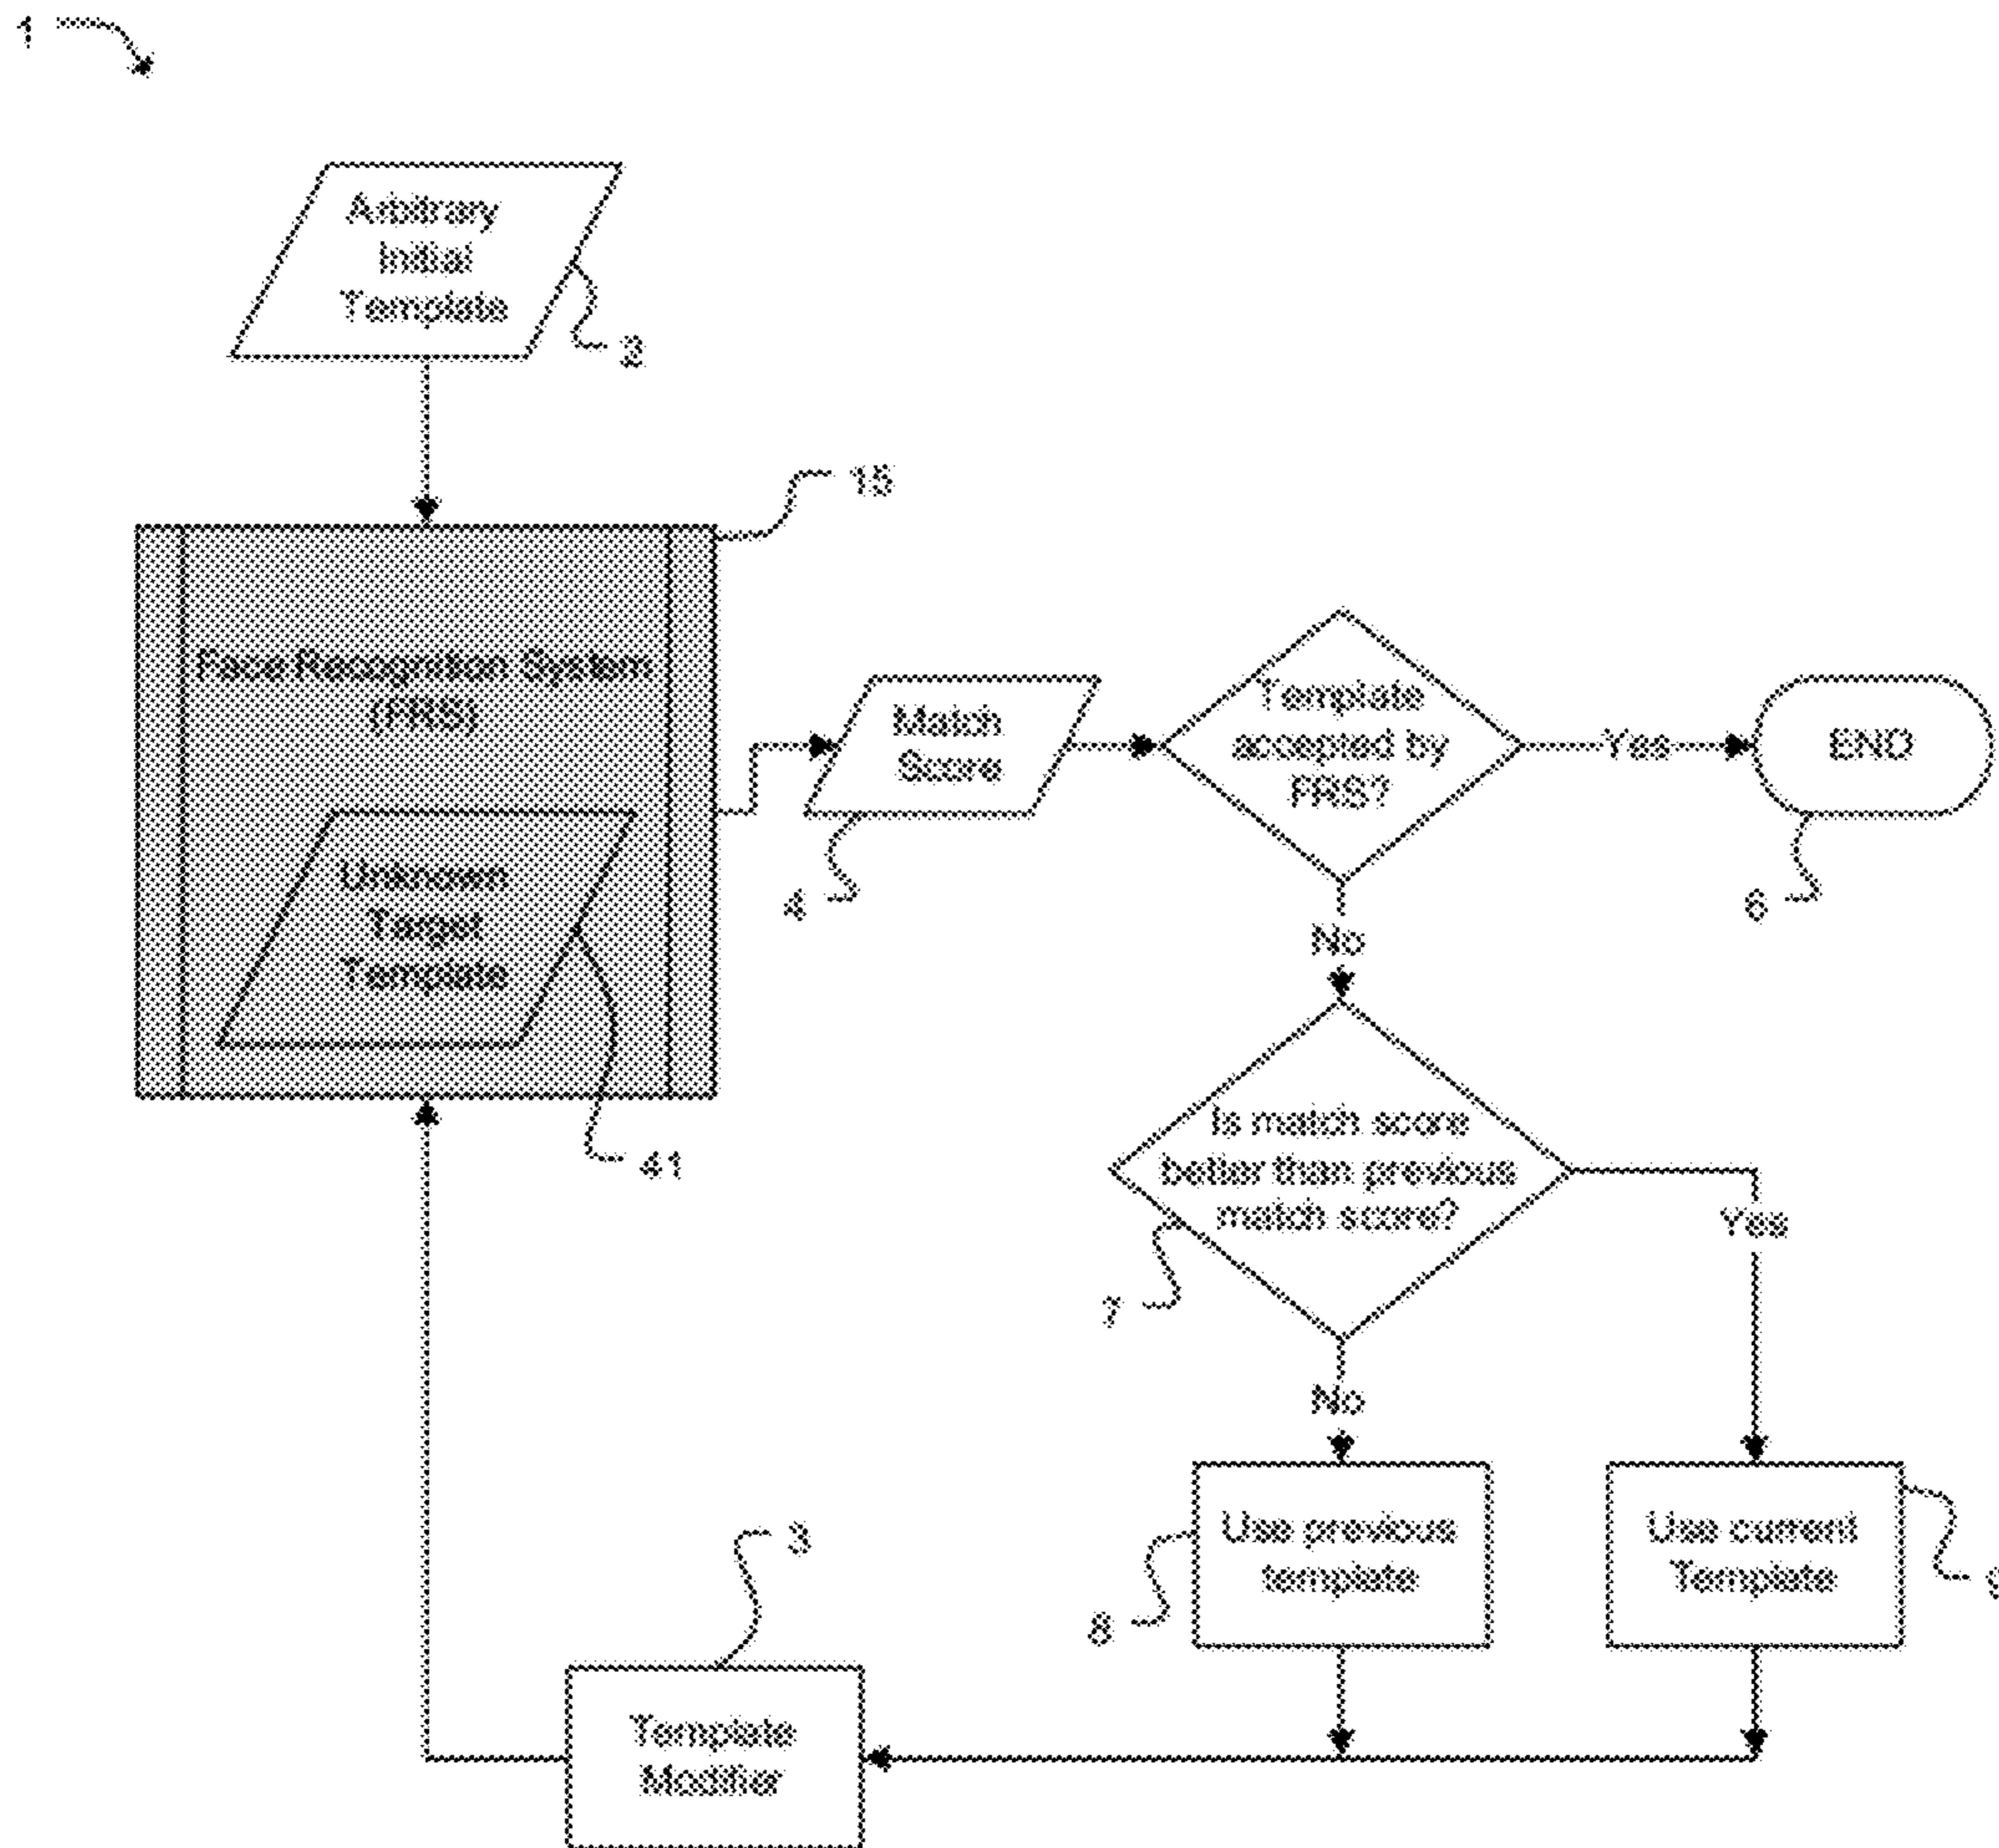 1
Arbitrary
Initial
Template
2
15
Face Recognition System
(FRS)
Unknown
Target
Template
41
Match
Score
4
Template
accepted by
FRS?
Yes
END
6
No
Is match score
better than previous
match score?
7
Yes
No
Use previous
template
8
Use current
Template
Template
Modifier
3